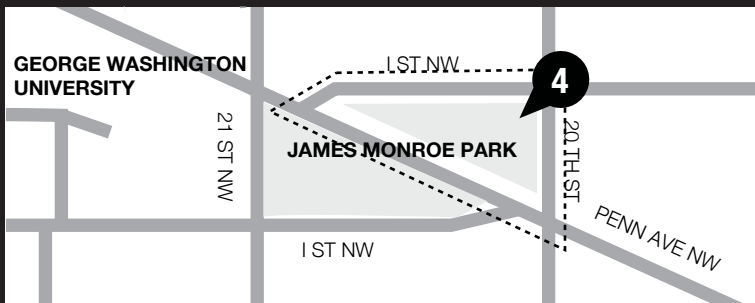 GEORGE WASHINGTON
UNIVERSITY
I ST NW
4
21 ST NW
JAMES MONROE PARK
20 TH ST
PENN AVE NW
I ST NW